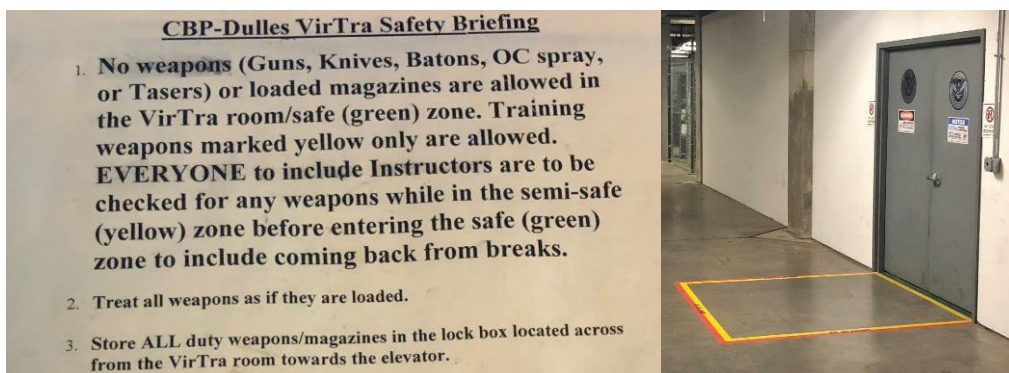 CBP-Dulles VirTra Safety Briefing
1. No weapons (Guns, Knives, Batons, OC spray,
or Tasers) or loaded magazines are allowed in
the VirTra room/safe (green) zone. Training
weapons marked yellow only are allowed.
EVERYONE to include Instructors are to be
checked for any weapons while in the semi-safe
(yellow) zone before entering the safe (green)
zone to include coming back from breaks.
2. Treat all weapons as if they are loaded.
3. Store ALL duty weapons/magazines in the lock box located across
from the VirTra room towards the elevator.
NOTICE